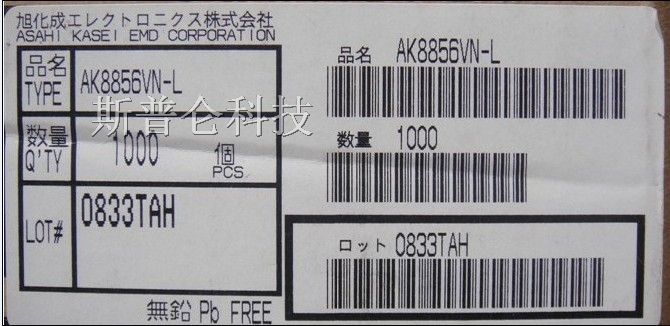 旭化成エレクトロニクス株式会社
ASAHI KASEI EMD CORPORATION
品名 TYPE AK8856VN-L
斯普仑科技
数量 Q'TY 1000 個 PCS
LOT# 0833TAH
無鉛 Pb FREE
品名 AK8856VN-L
数量 1000
ロット 0833TAH